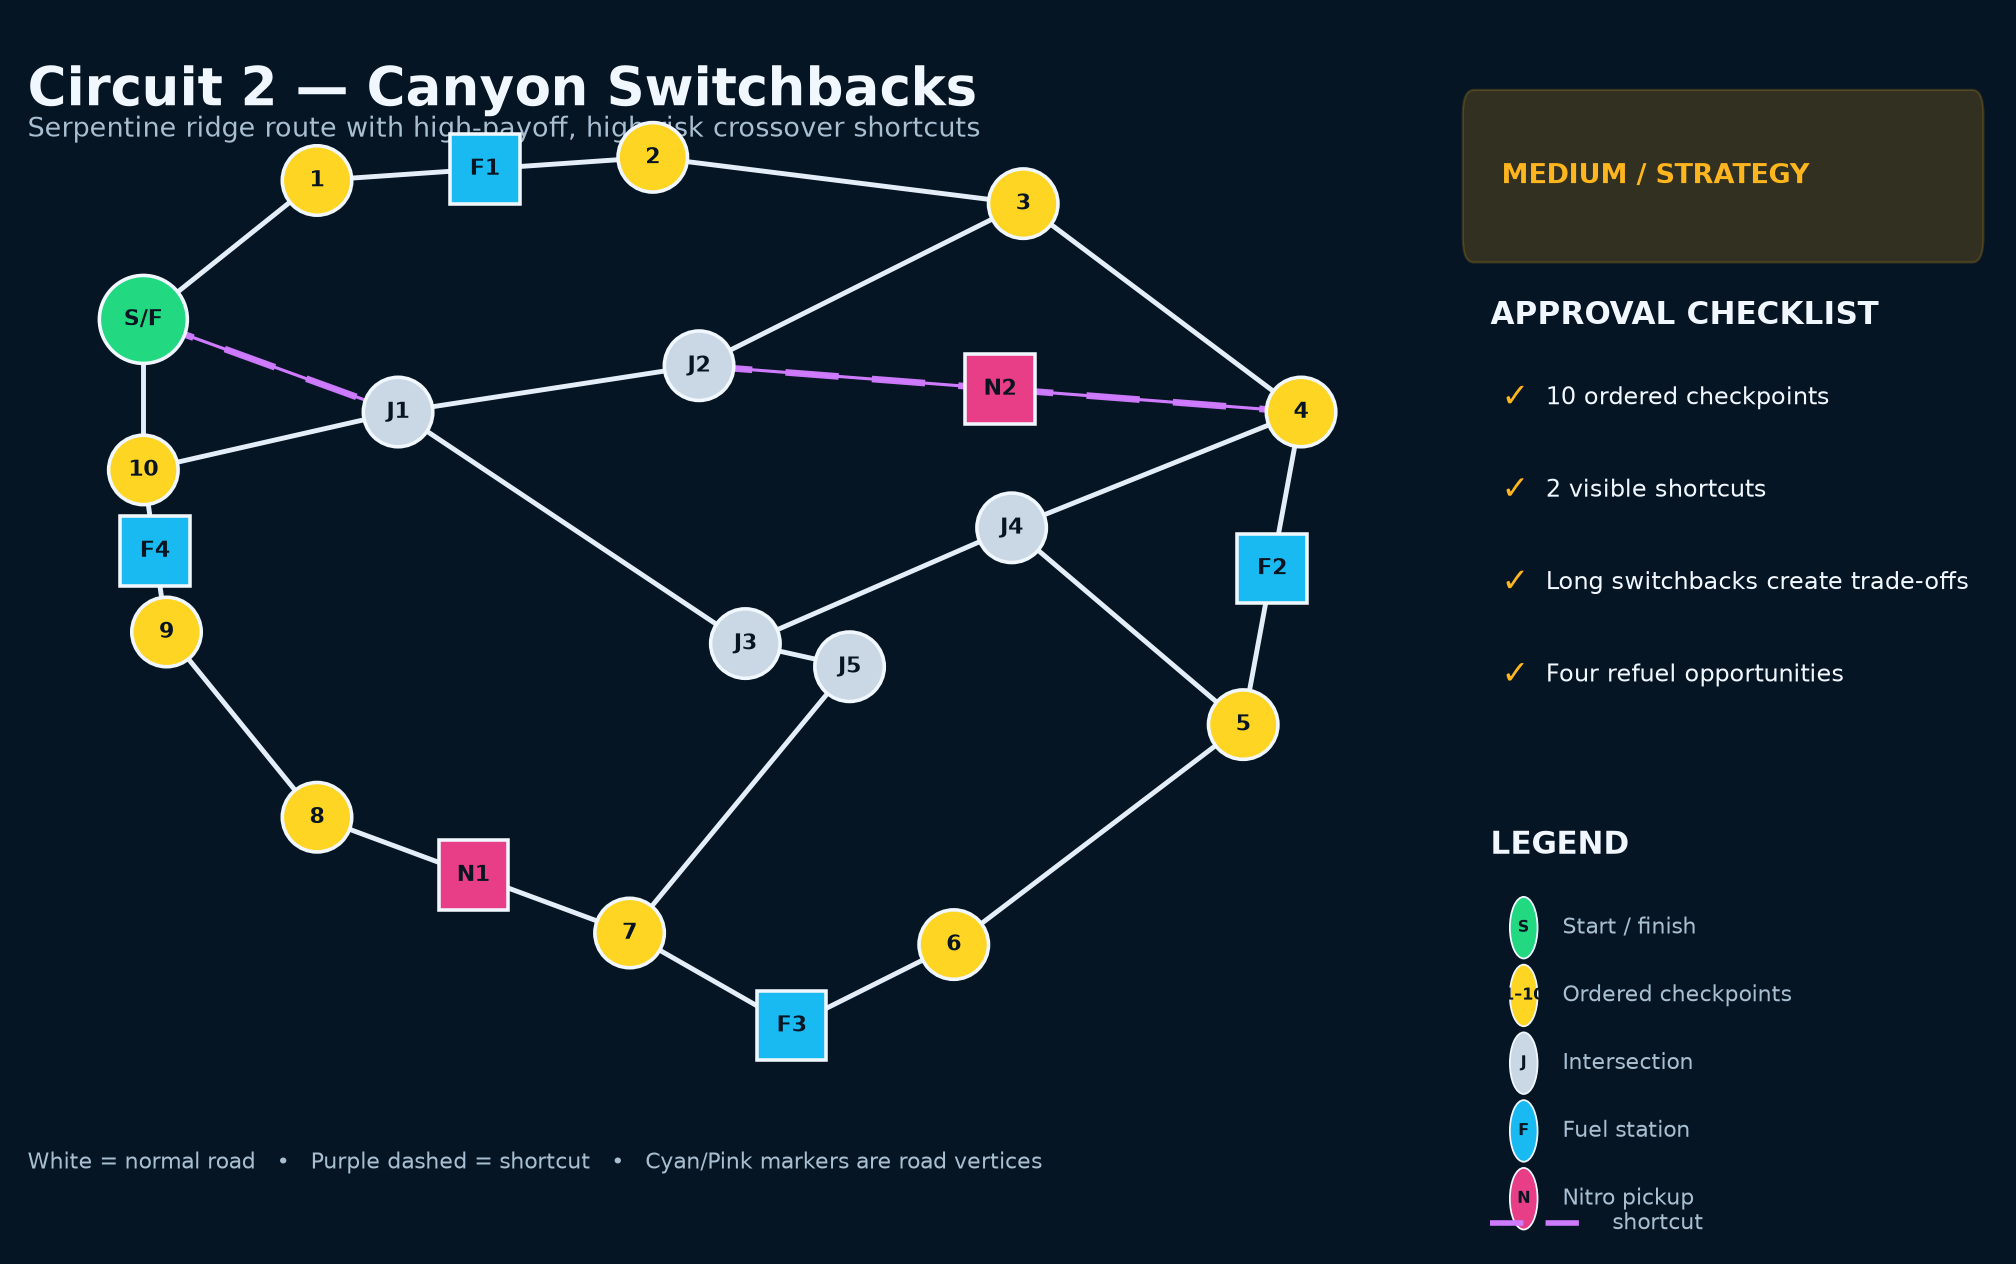 Circuit 2 — Canyon Switchbacks
Serpentine ridge route with high-payoff, high-risk crossover shortcuts
1
F1
2
3
S/F
J1
J2
N2
4
10
F4
J4
F2
9
J3
J5
5
8
N1
7
6
F3
White = normal road • Purple dashed = shortcut • Cyan/Pink markers are road vertices
MEDIUM / STRATEGY
APPROVAL CHECKLIST
✓ 10 ordered checkpoints
✓ 2 visible shortcuts
✓ Long switchbacks create trade-offs
✓ Four refuel opportunities
LEGEND
S Start / finish
1–10 Ordered checkpoints
J Intersection
F Fuel station
N Nitro pickup
shortcut